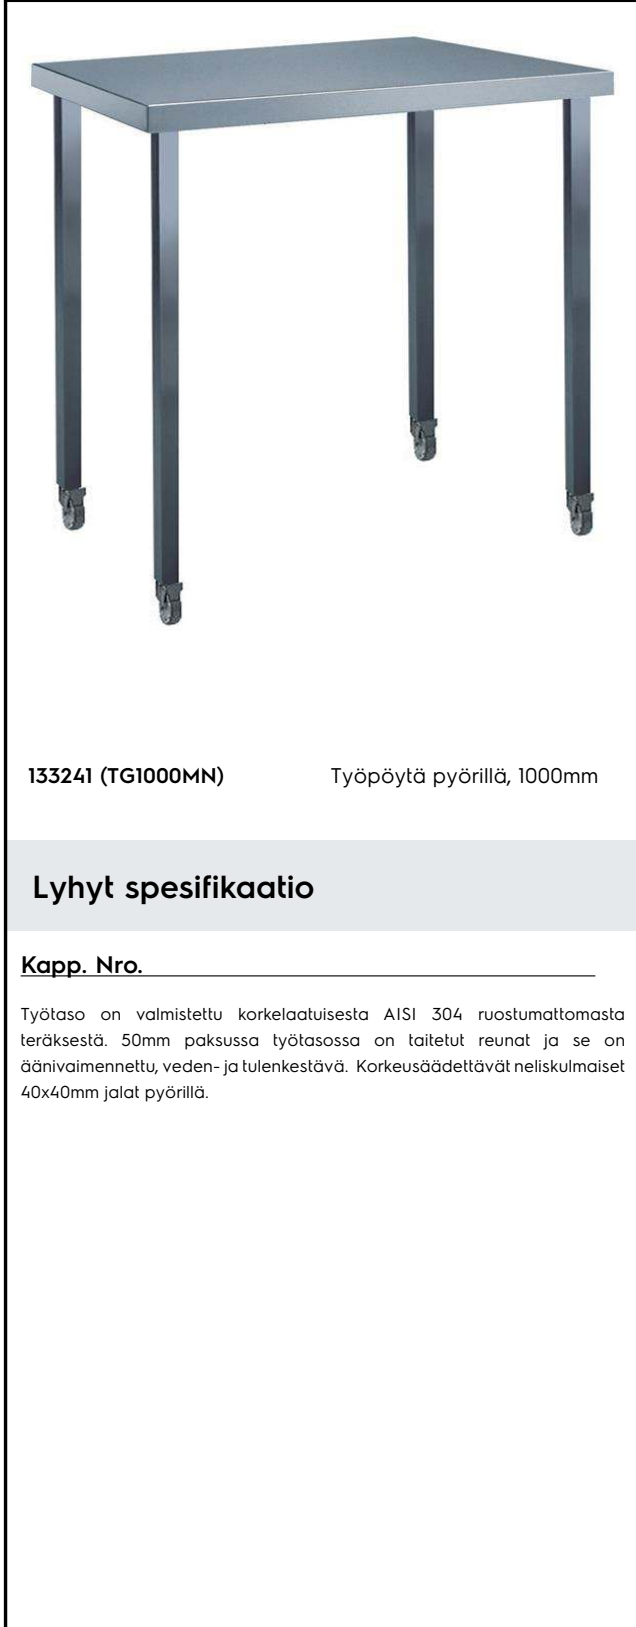 133241 (TG1000MN) Työpöytä pyörillä, 1000mm
Lyhyt spesifikaatio
Kapp. Nro.
Työtaso on valmistettu korkelaatuisesta AISI 304 ruostumattomasta
teräksestä. 50mm paksussa työtasossa on taitetut reunat ja se on
äänivaimennettu, veden- ja tulenkestävä. Korkeusäädettävät neliskulmaiset
40x40mm jalat pyörillä.